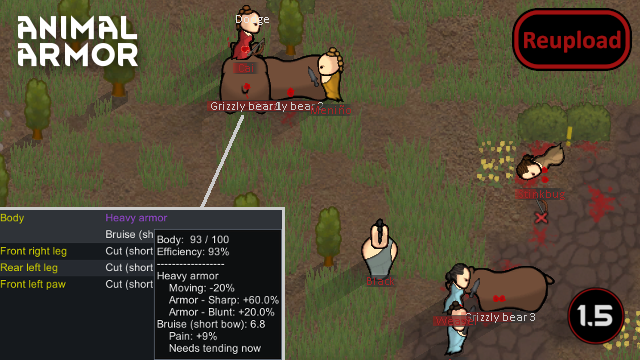 ANIMAL
ARMOR
Reupload
Dodge
Grizzly bear 1
Grizzly bear 3
Black
1.5
Body
Heavy armor
Bruise (sh
Front right leg
Cut (short
Rear left leg
Cut (short
Front left paw
Cut (short
Body: 93 / 100
Efficiency: 93%
------------------
Heavy armor
Moving: -20%
Armor - Sharp: +60.0%
Armor - Blunt: +20.0%
Bruise (short bow): 6.8
Pain: +9%
Needs tending now